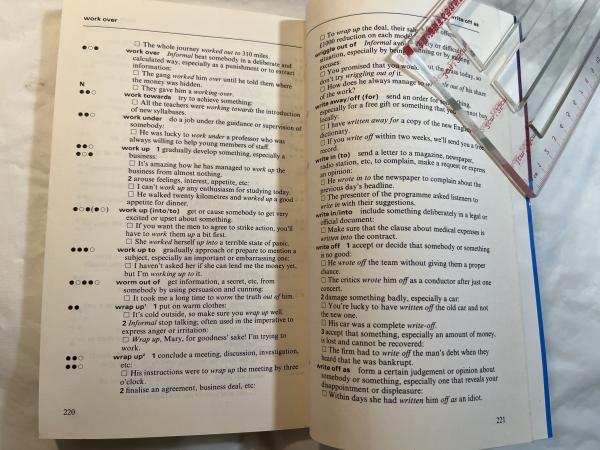 work over
□ The whole journey worked out to 310 miles.
work over Informal beat somebody in a deliberate and
calculated way, especially as a punishment or to extract
information:
□ The gang worked him over until he told them where
the money was hidden.
N □ They gave him a working-over.
work towards try to achieve something:
□ All the teachers were working towards the introduction
of new syllabuses.
work under do a job under the guidance or supervision of
somebody:
□ He was lucky to work under a professor who was
always willing to help young members of staff.
work up 1 gradually develop something, especially a
business:
□ It's amazing how he has managed to work up the
business from almost nothing.
2 arouse feelings, interest, appetite, etc:
□ I can't work up any enthusiasm for studying today.
□ He walked twenty kilometres and worked up a good
appetite for dinner.
work up (into/to) get or cause somebody to get very
excited or upset about something:
□ If you want the men to agree to strike action, you'll
have to work them up a bit first.
□ She worked herself up into a terrible state of panic.
work up to gradually approach or prepare to mention a
subject, especially an important or embarrassing one:
□ I haven't asked her if she can lend me the money yet,
but I'm working up to it.
worm out of get information, a secret, etc, from
somebody by using persuasion and cunning:
□ It took me a long time to worm the truth out of him.
wrap up¹ 1 put on warm clothes:
□ It's cold outside, so make sure you wrap up well.
2 Informal stop talking; often used in the imperative to
express anger or irritation:
□ Wrap up, Mary, for goodness' sake! I'm trying to
work.
wrap up² 1 conclude a meeting, discussion, investigation,
etc:
□ His instructions were to wrap up the meeting by three
o'clock.
2 finalise an agreement, business deal, etc:
220
write off as
□ To wrap up the deal, their
£1000 reduction on each
wriggle out of Informal
situation, especially by
excuses:
□ You promised that you today, so
don't try wriggling out of it.
□ How does he always manage to out of his share
of the work?
write away/off (for) send an order for something,
especially for a free gift or something that you cannot buy
locally:
□ I have written away for a copy of the new English
dictionary.
□ If you write off within two weeks, we'll send you a free
record.
write in (to) send a letter to a magazine, newspaper,
radio station, etc, to complain, make a request or express
an opinion:
□ He wrote in to the newspaper to complain about the
previous day's headline.
□ The presenter of the programme asked listeners to
write in with their suggestions.
write in/into include something deliberately in a legal or
official document:
□ Make sure that the clause about medical expenses is
written into the contract.
write off 1 accept or decide that somebody or something
is no good:
□ He wrote off the team without giving them a proper
chance.
□ The critics wrote him off as a conductor after just one
concert.
2 damage something badly, especially a car:
□ You're lucky to have written off the old car and not
the new one.
□ His car was a complete write-off.
3 accept that something, especially an amount of money,
is lost and cannot be recovered:
□ The firm had to write off the man's debt when they
heard that he was bankrupt.
write off as form a certain judgement or opinion about
somebody or something, especially one that reveals your
disappointment or displeasure:
□ Within days she had written him off as an idiot.
221